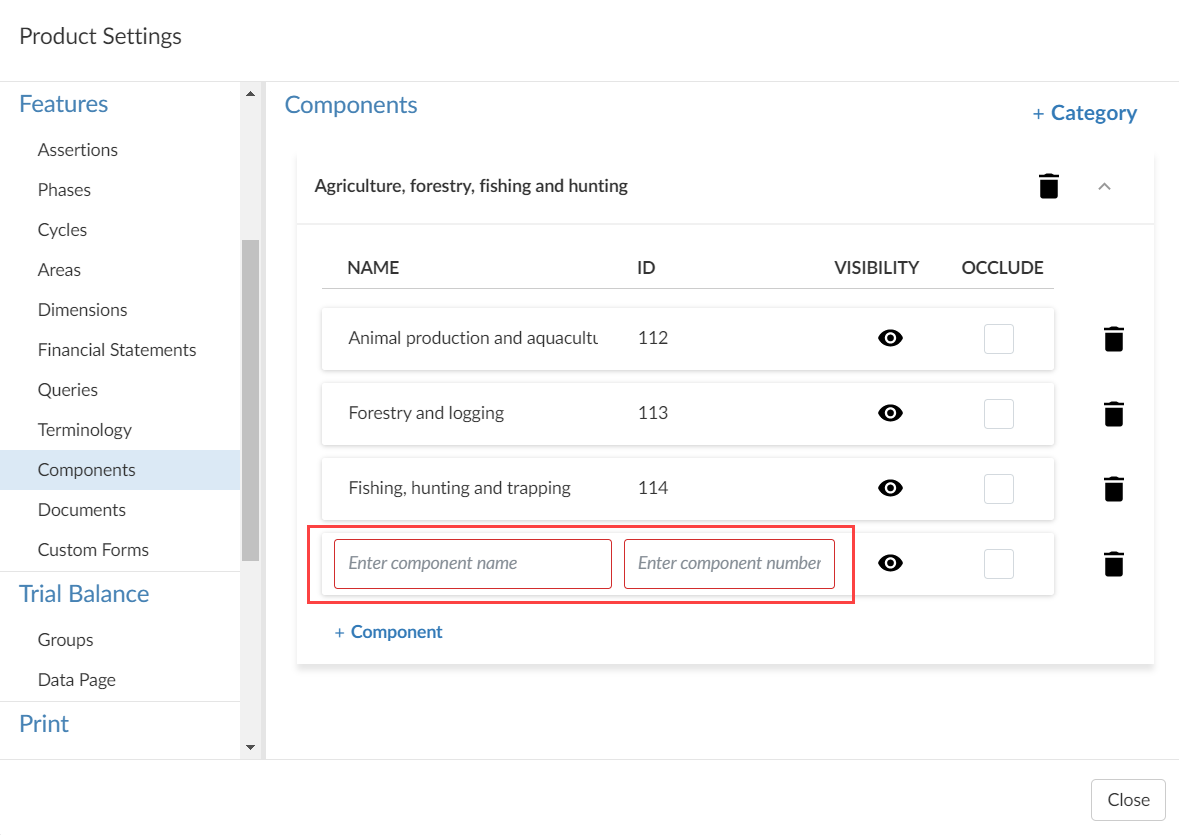 Product Settings
Features
Assertions
Phases
Cycles
Areas
Dimensions
Financial Statements
Queries
Terminology
Components
Documents
Custom Forms
Trial Balance
Groups
Data Page
Print
Components
+ Category
Agriculture, forestry, fishing and hunting
NAME ID VISIBILITY OCCLUDE
Animal production and aquacultu 112
Forestry and logging 113
Fishing, hunting and trapping 114
Enter component name Enter component number
+ Component
Close